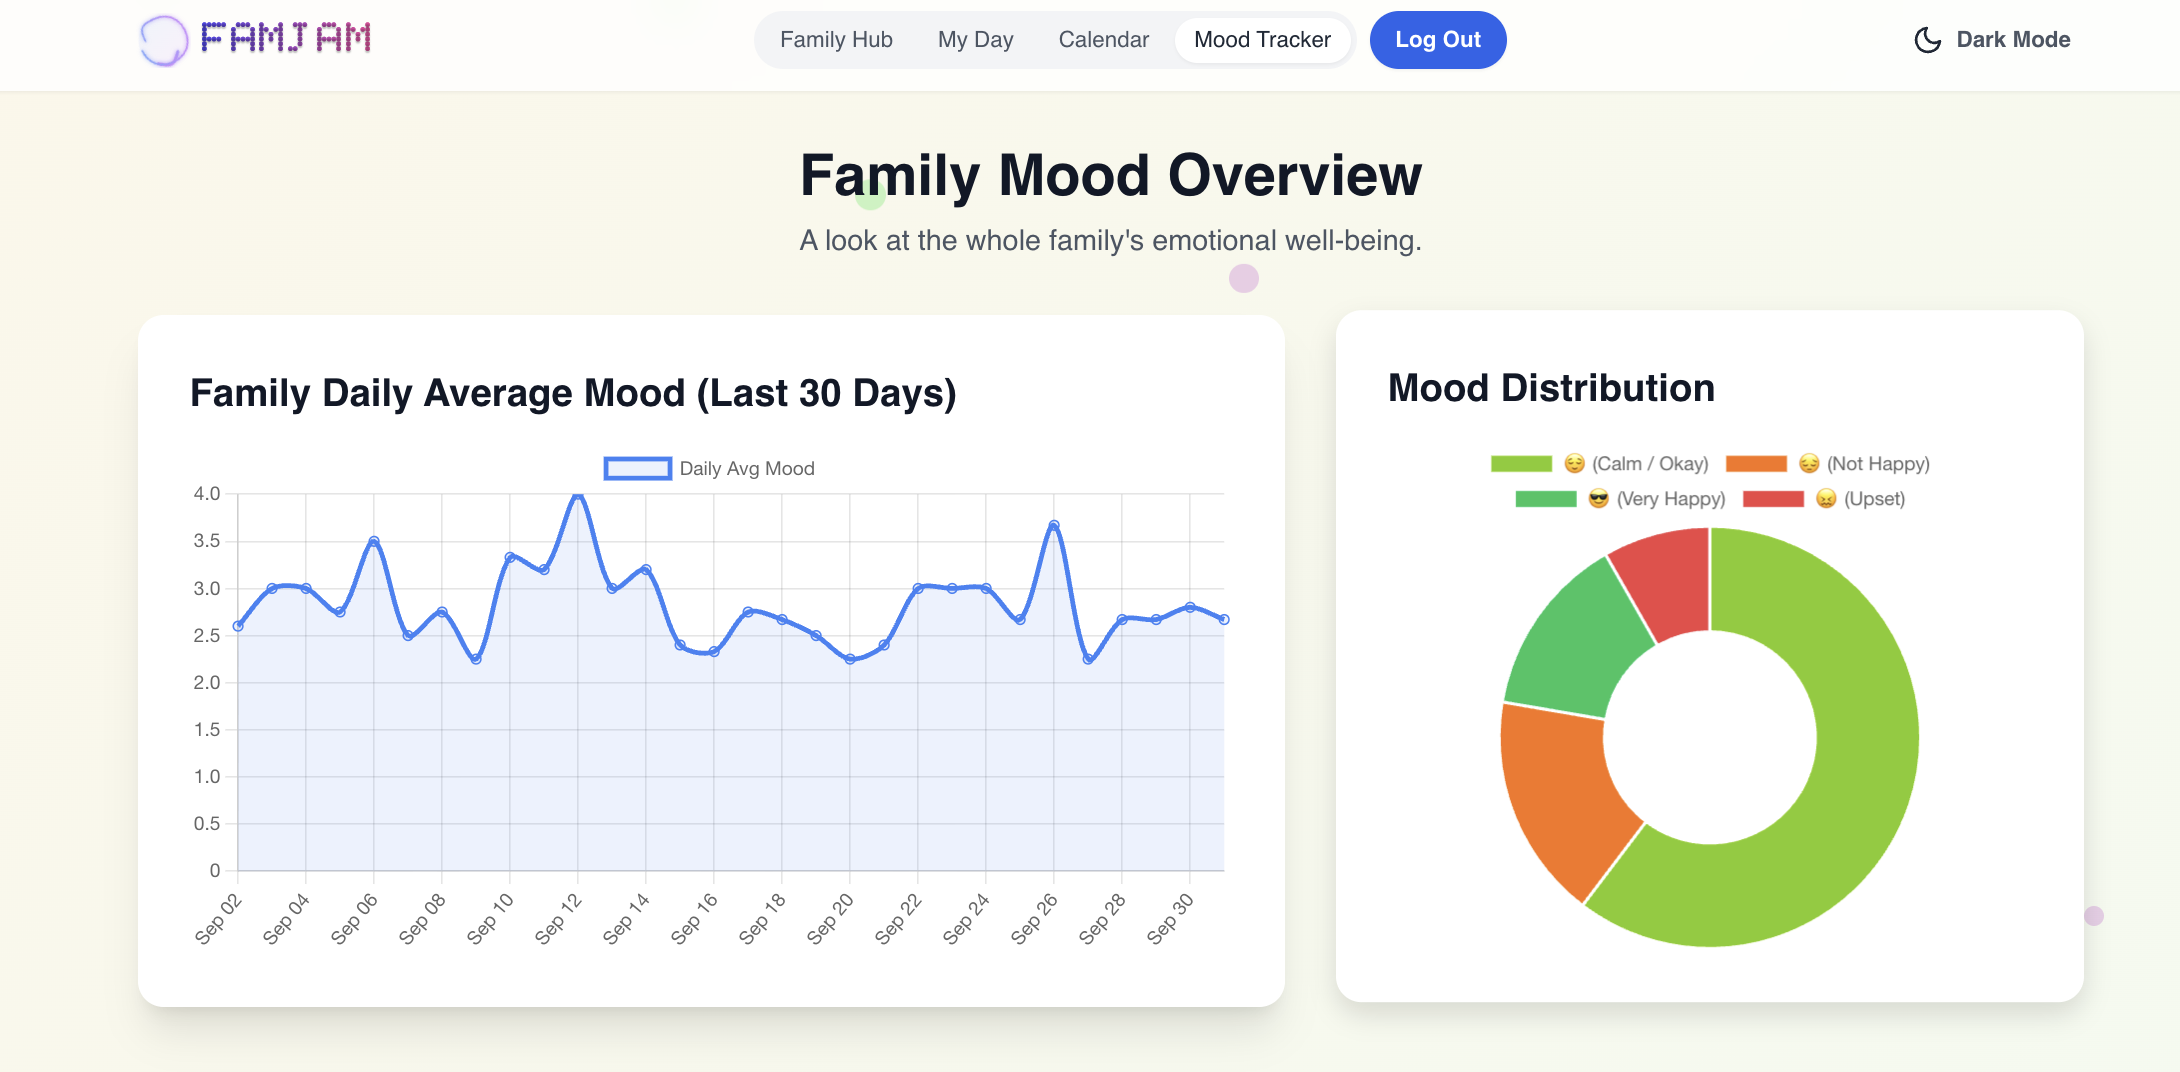 FAMJAM
Family Hub My Day Calendar Mood Tracker Log Out Dark Mode
Family Mood Overview
A look at the whole family's emotional well-being.
Family Daily Average Mood (Last 30 Days)
Daily Avg Mood
4.0
3.5
3.0
2.5
2.0
1.5
1.0
0.5
0
Sep 02 Sep 04 Sep 06 Sep 08 Sep 10 Sep 12 Sep 14 Sep 16 Sep 18 Sep 20 Sep 22 Sep 24 Sep 26 Sep 28 Sep 30
Mood Distribution
😌 (Calm / Okay) 😔 (Not Happy)
😎 (Very Happy) 😖 (Upset)